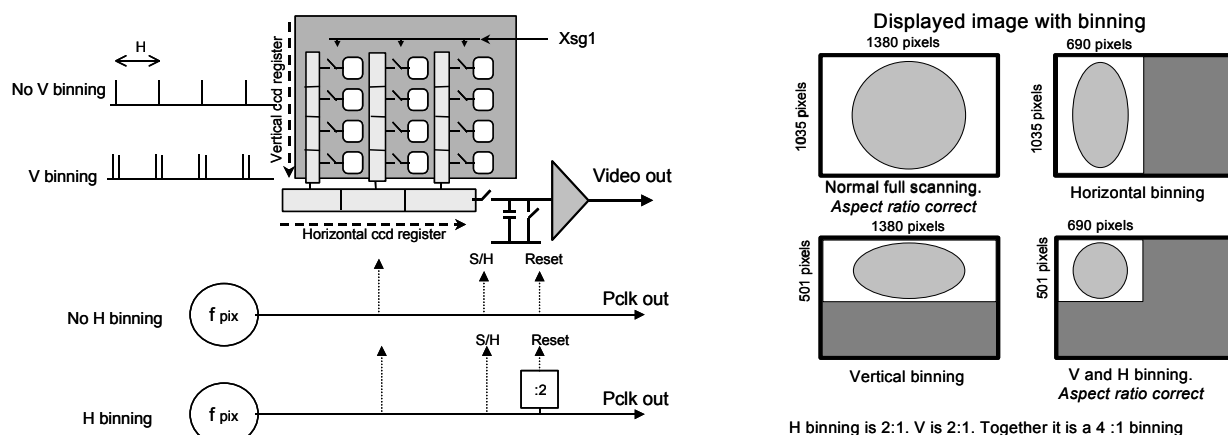 H
No V binning
V binning
Vertical ccd register
Xsg1
Video out
Horizontal ccd register
S/H
Reset
f pix
Pclk out
No H binning
S/H
Reset
:2
f pix
Pclk out
H binning
Displayed image with binning
1380 pixels
1035 pixels
Normal full scanning.
Aspect ratio correct
690 pixels
1035 pixels
Horizontal binning
1380 pixels
501 pixels
Vertical binning
690 pixels
501 pixels
V and H binning.
Aspect ratio correct
H binning is 2:1. V is 2:1. Together it is a 4 :1 binning